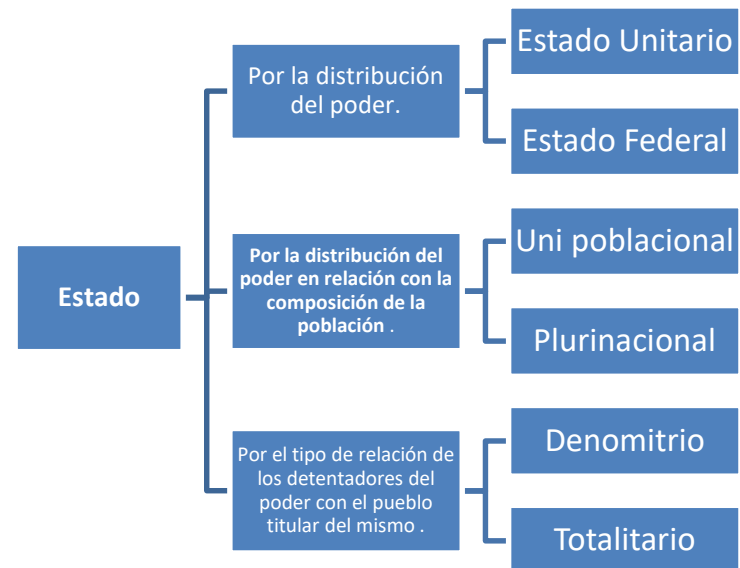 Estado
Por la distribución
del poder.
Estado Unitario
Estado Federal
Por la distribución del
poder en relación con la
composición de la
población .
Uni poblacional
Plurinacional
Por el tipo de relación de
los detentadores del
poder con el pueblo
titular del mismo .
Denomitrio
Totalitario